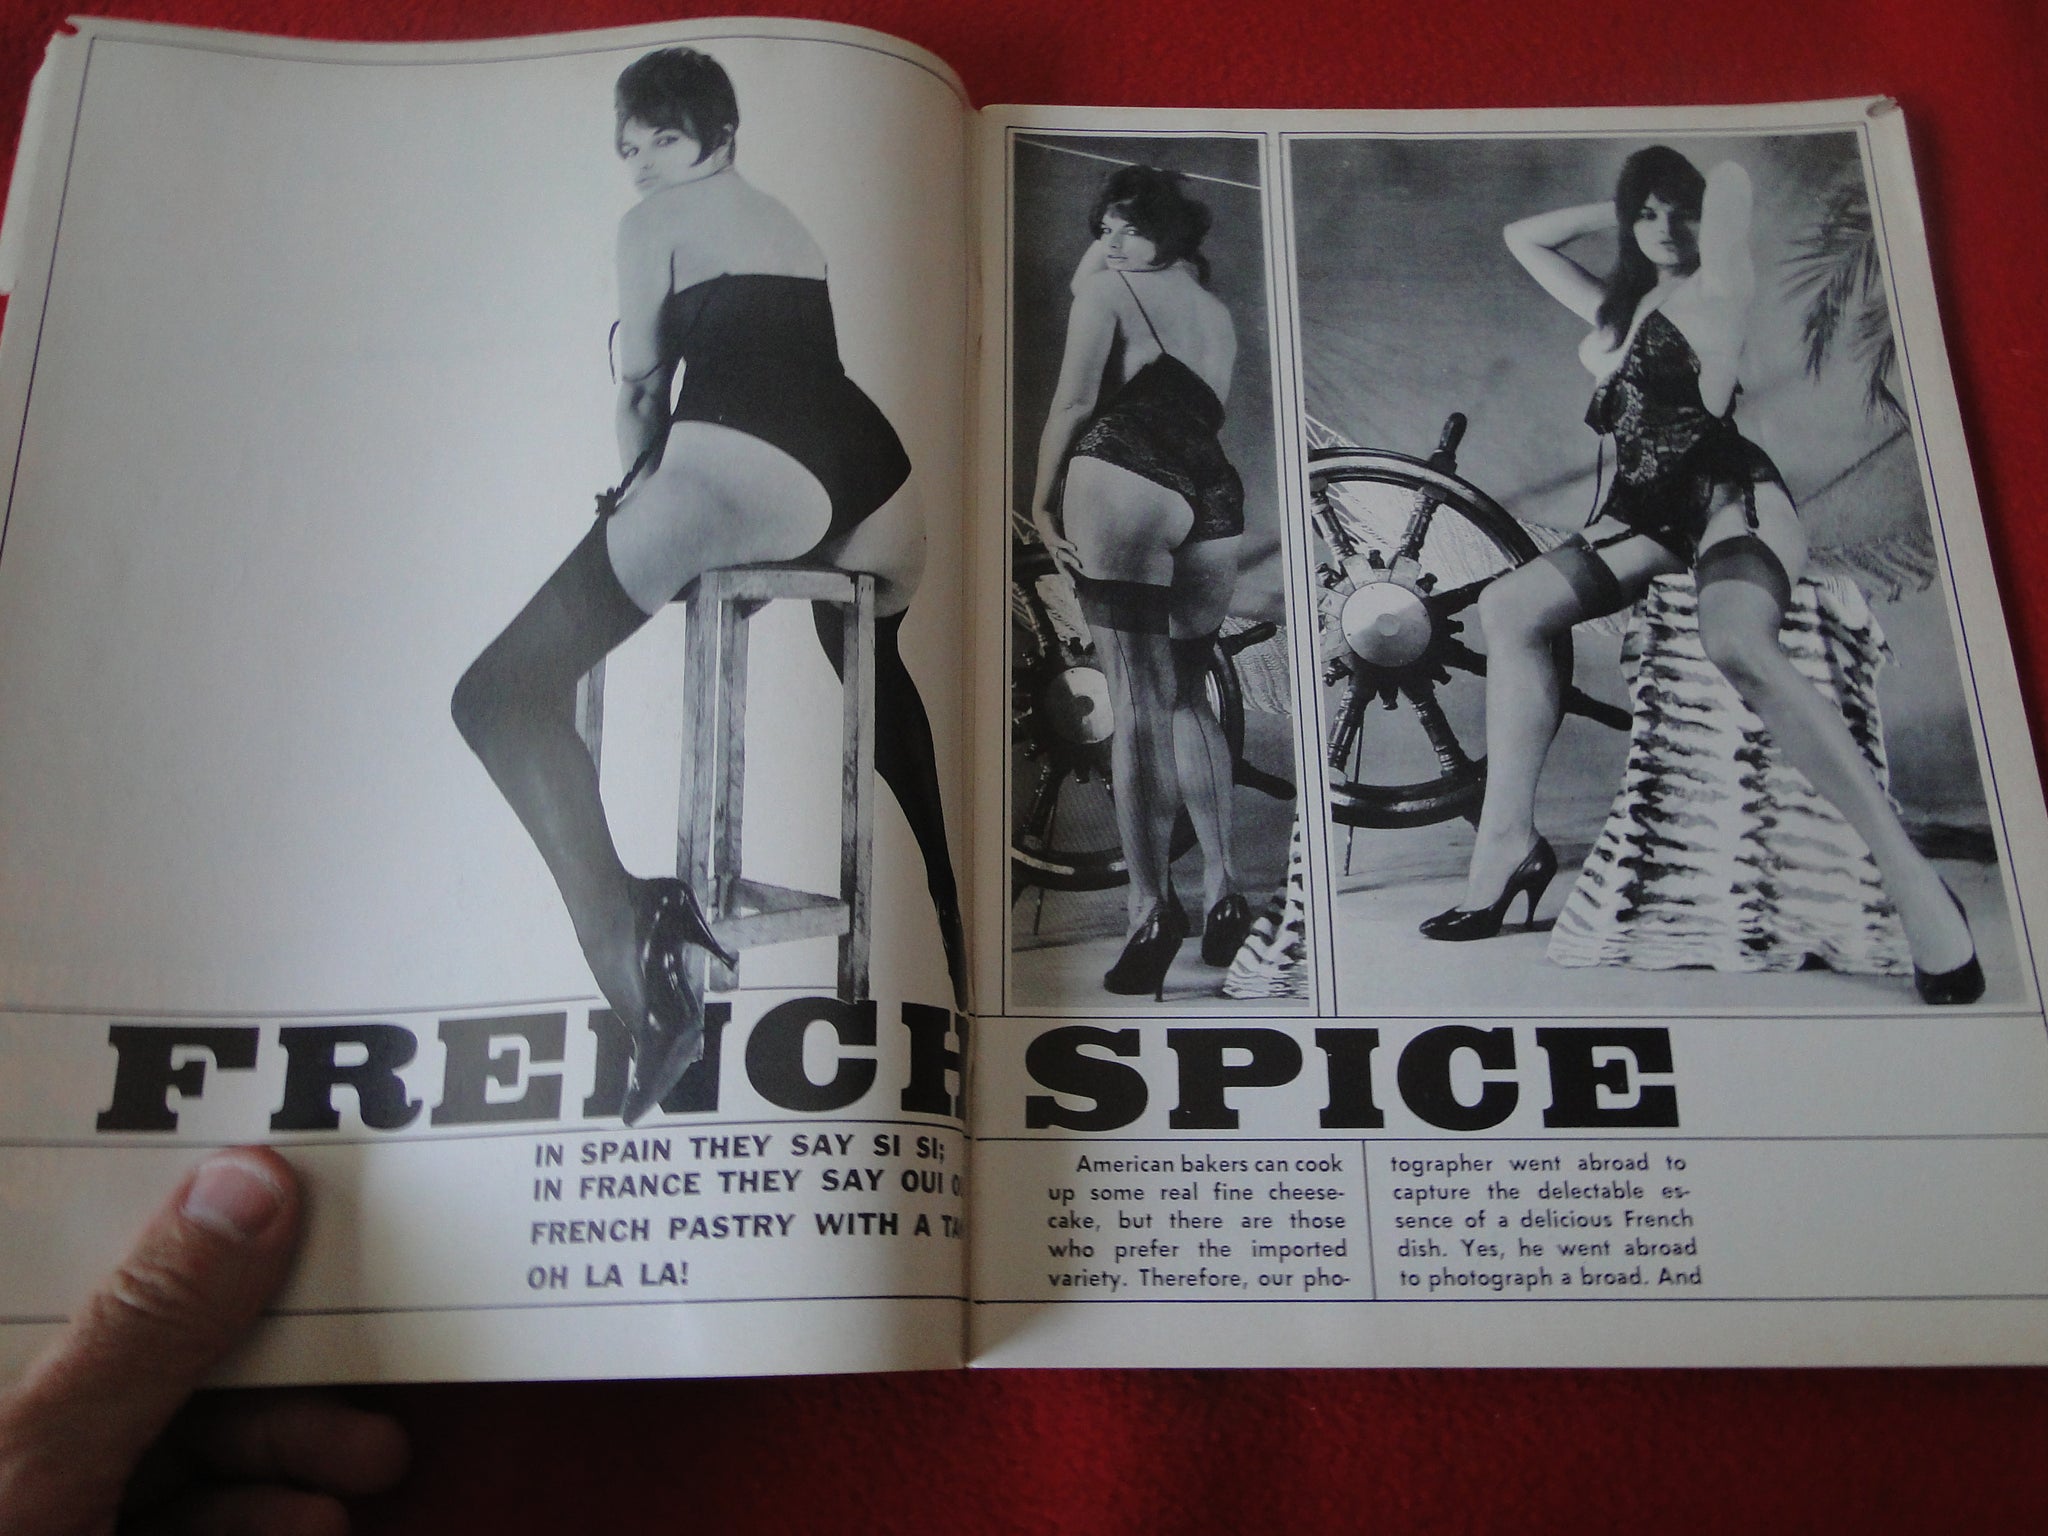 FRENCH SPICE
IN SPAIN THEY SAY SI SI;
IN FRANCE THEY SAY OUI
FRENCH PASTRY WITH A
OH LA LA!
American bakers can cook
up some real fine cheese-
cake, but there are those
who prefer the imported
variety. Therefore, our pho-
tographer went abroad to
capture the delectable es-
sence of a delicious French
dish. Yes, he went abroad
to photograph a broad. And